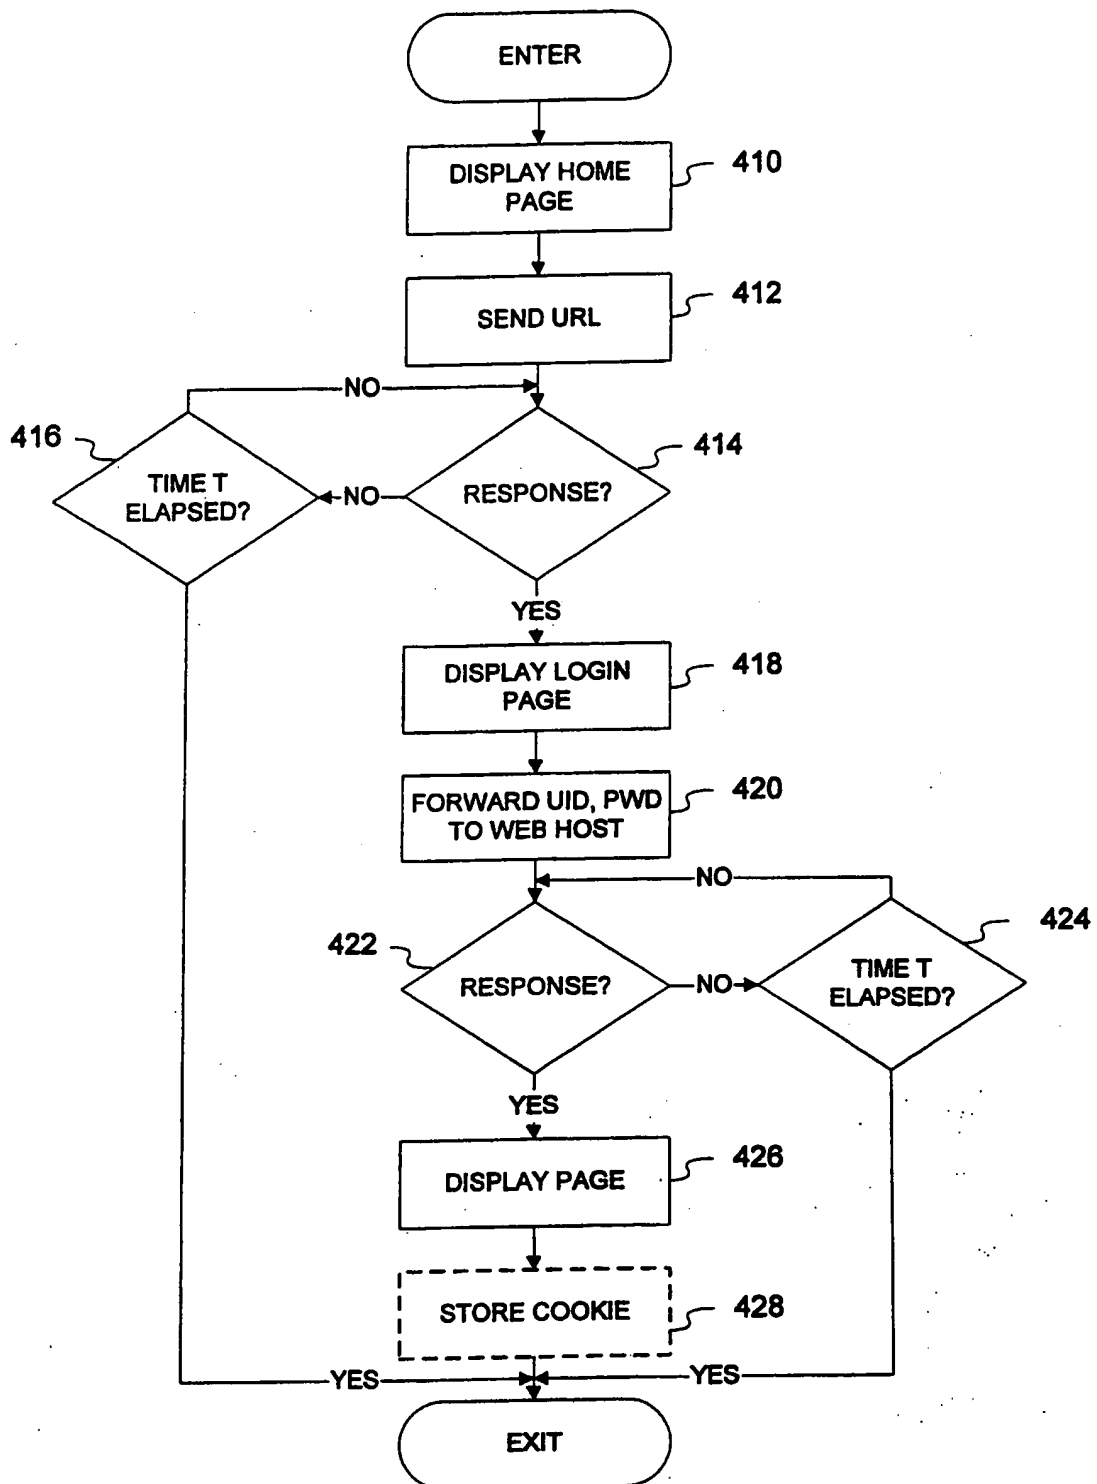 ENTER
DISPLAY HOME
PAGE
410
SEND URL
412
NO
416
TIME T
ELAPSED?
NO
RESPONSE?
414
YES
DISPLAY LOGIN
PAGE
418
FORWARD UID, PWD
TO WEB HOST
420
NO
422
RESPONSE?
NO
TIME T
ELAPSED?
424
YES
DISPLAY PAGE
426
STORE COOKIE
428
YES
YES
EXIT